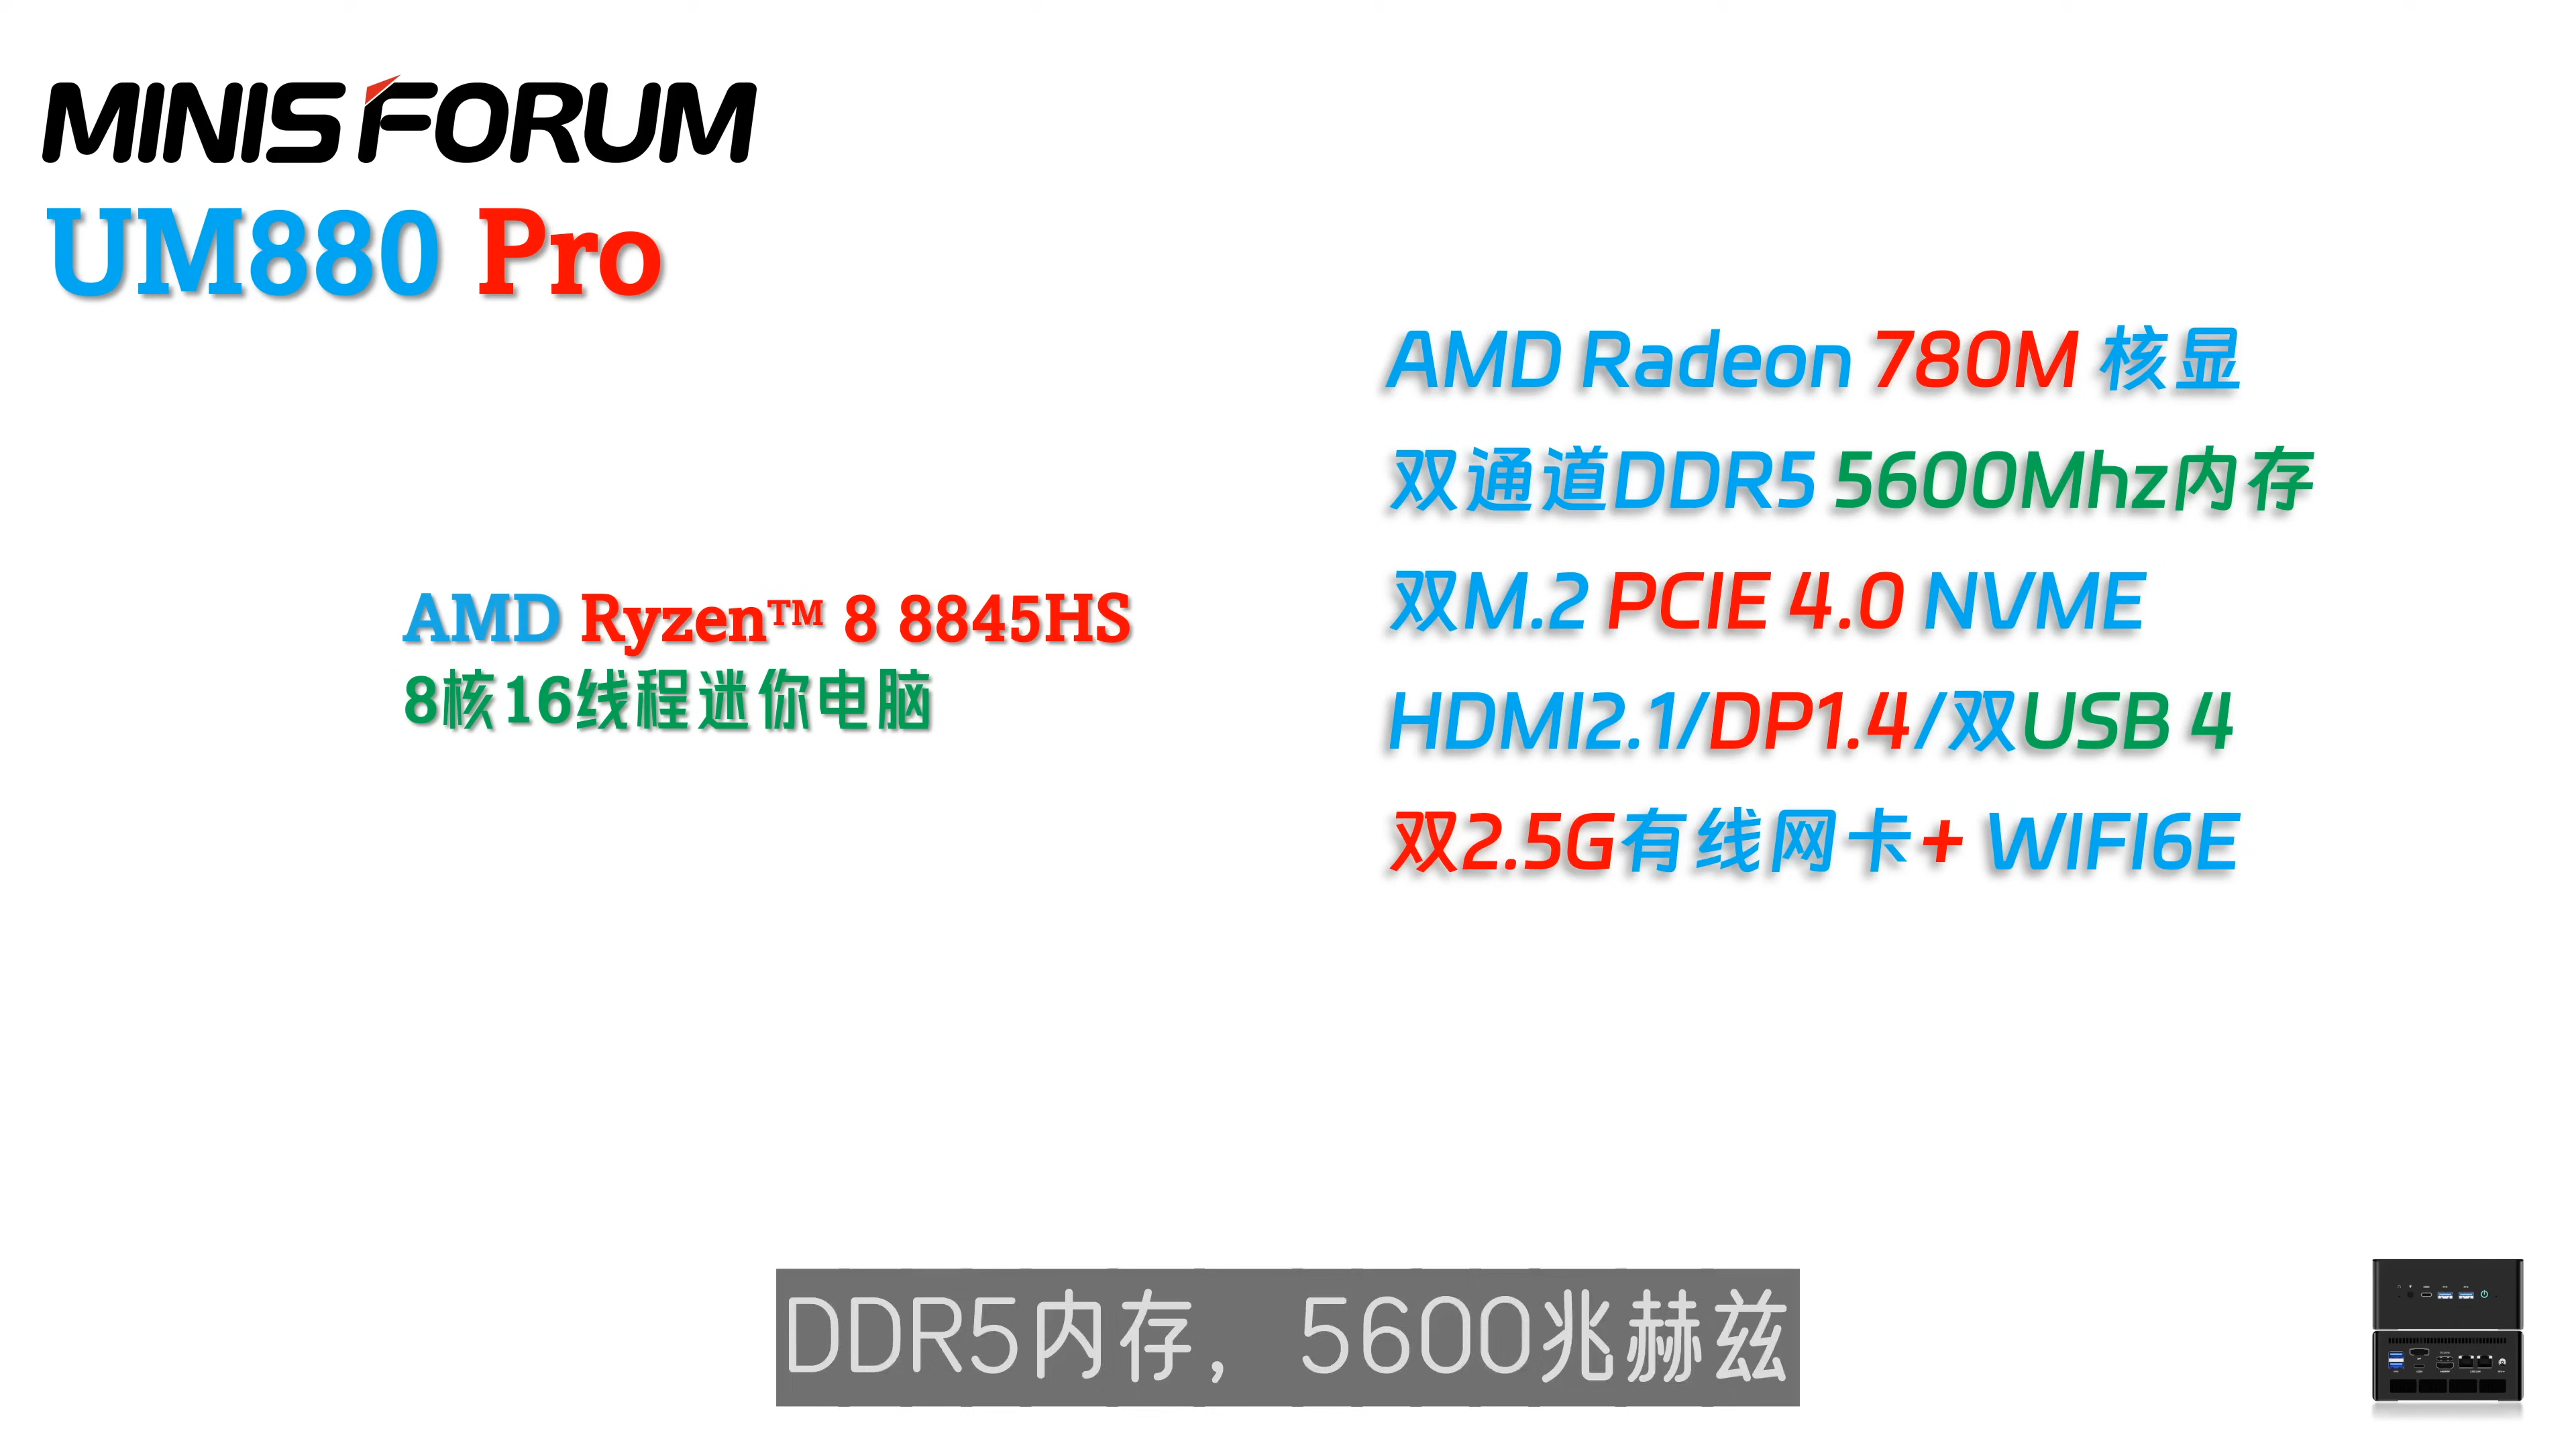 MINISFORUM
UM880 Pro
AMD Ryzen™ 8 8845HS
8核16线程迷你电脑
AMD Radeon 780M 核显
双通道DDR5 5600Mhz内存
双M.2 PCIE 4.0 NVME
HDMI2.1/DP1.4/双USB 4
双2.5G有线网卡+ WIFI6E
DDR5内存，5600兆赫兹